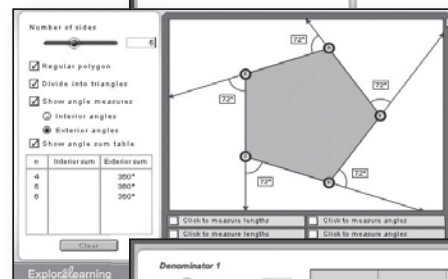 Number of sides
5
Regular polygon
Divide into triangles
Show angle measures
Interior angles
Exterior angles
Show angle sum table
n Interior sum Exterior sum
4 360°
5 360°
6 360°
Clear
ExploreLearning
72°
72°
72°
72°
72°
Click to measure lengths Click to measure angles
Click to measure lengths Click to measure angles
Denominator 1